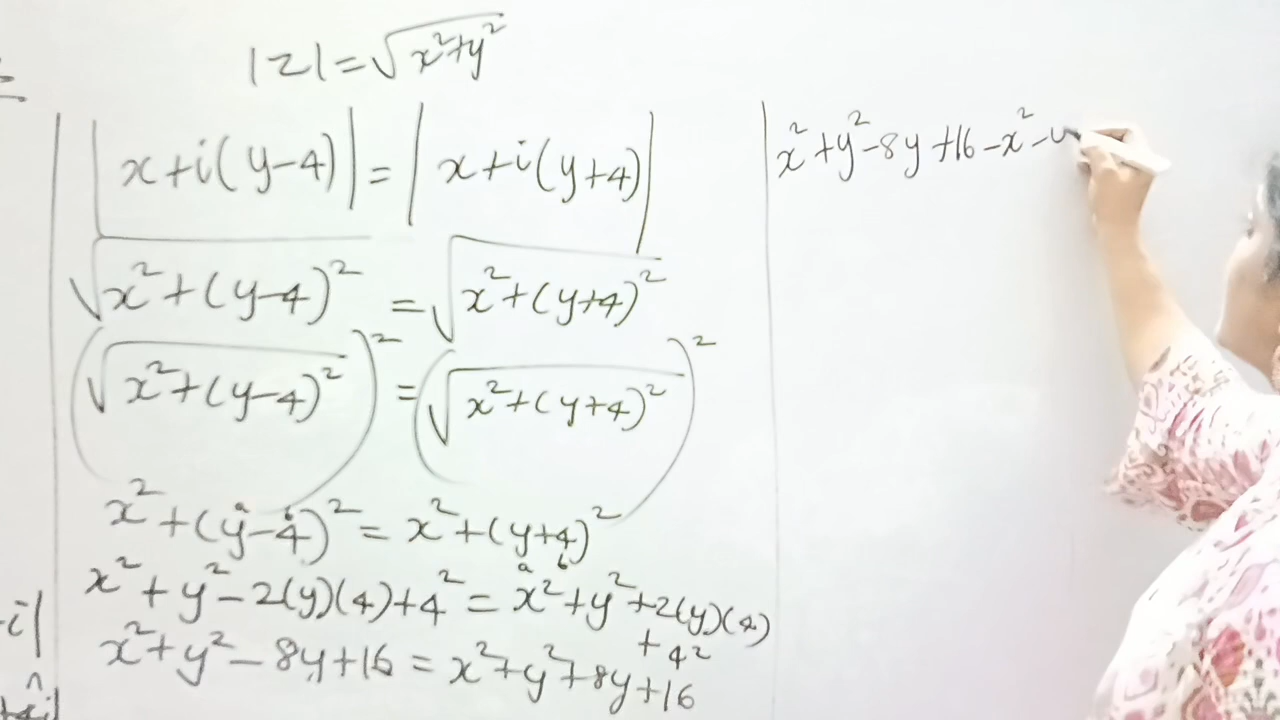 |z| = √x²+y²
|x+i(y-4)| = |x+i(y+4)|
√x²+(y-4)² = √x²+(y+4)²
(√x²+(y-4)²)² = (√x²+(y+4)²)²
x²+(y-4)² = x²+(y+4)²
a b a b
x²+y²-2(y)(4)+4² = x²+y²+2(y)(4)
+4²
x²+y²-8y+16 = x²+y²+8y+16
-i|
x²+y²-8y+16-x²-